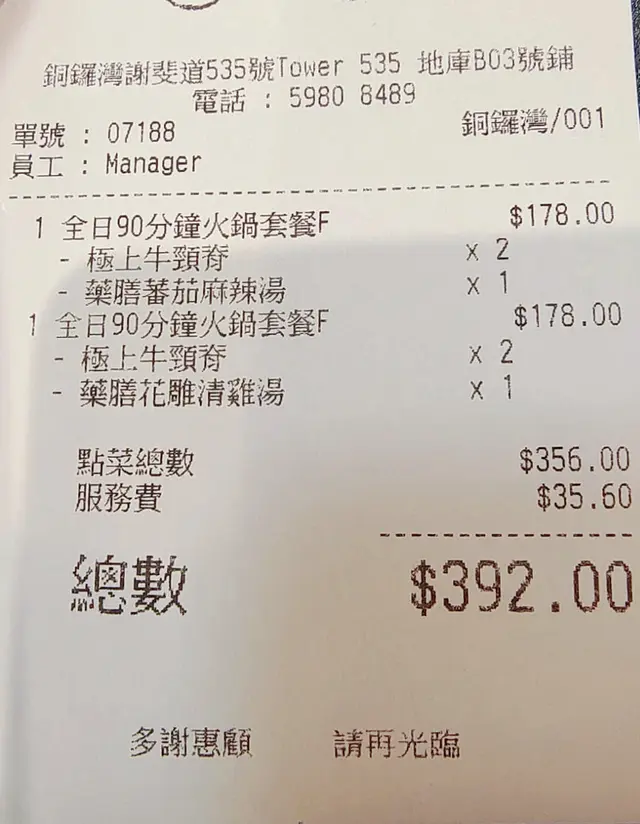 銅鑼灣謝斐道535號Tower 535 地庫B03號鋪
電話 : 5980 8489
單號 : 07188 銅鑼灣/001
員工 : Manager
1 全日90分鐘火鍋套餐F $178.00
- 極上牛頸脊 x 2
- 藥膳蕃茄麻辣湯 x 1
1 全日90分鐘火鍋套餐F $178.00
- 極上牛頸脊 x 2
- 藥膳花雕清雞湯 x 1
點菜總數 $356.00
服務費 $35.60
總數 $392.00
多謝惠顧 請再光臨